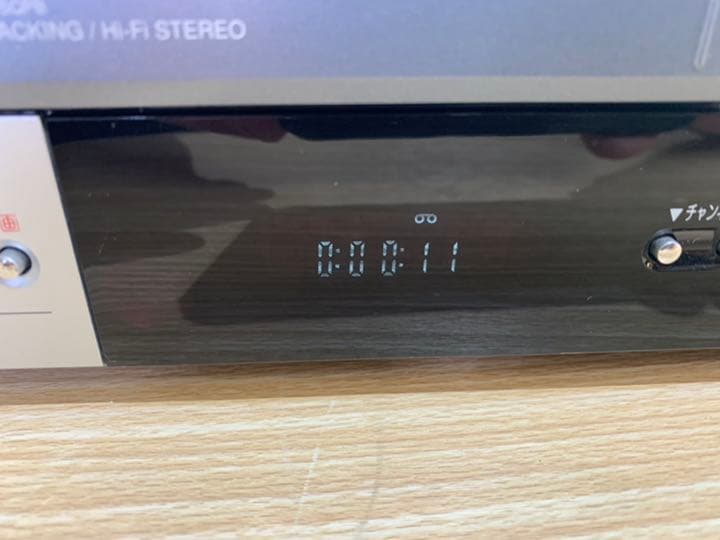 ACKING / Hi-Fi STEREO
▼チャン
0:00:11